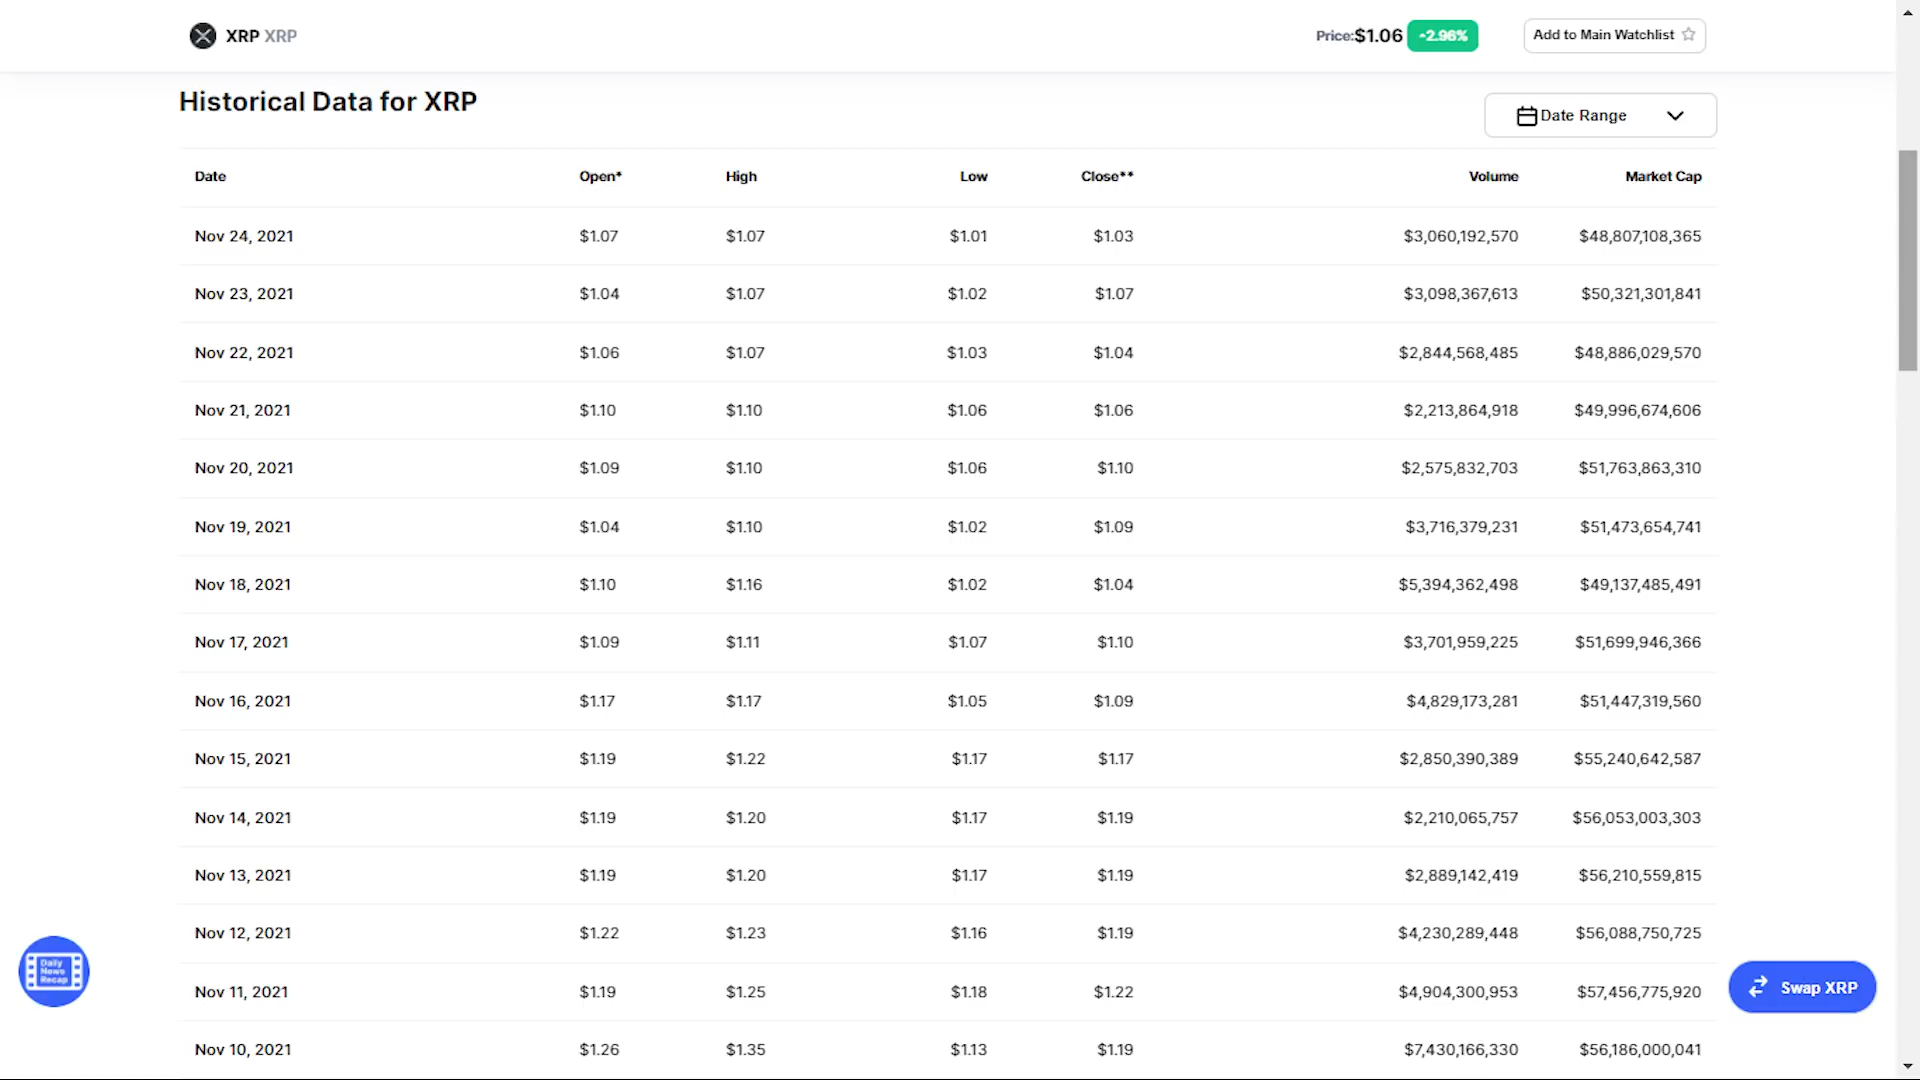 XRP XRP Price:$1.06 -2.96% Add to Main Watchlist
Historical Data for XRP
Date Range
Date Open* High Low Close** Volume Market Cap
Nov 24, 2021 $1.07 $1.07 $1.01 $1.03 $3,060,192,570 $48,807,108,365
Nov 23, 2021 $1.04 $1.07 $1.02 $1.07 $3,098,367,613 $50,321,301,841
Nov 22, 2021 $1.06 $1.07 $1.03 $1.04 $2,844,568,485 $48,886,029,570
Nov 21, 2021 $1.10 $1.10 $1.06 $1.06 $2,213,864,918 $49,996,674,606
Nov 20, 2021 $1.09 $1.10 $1.06 $1.10 $2,575,832,703 $51,763,863,310
Nov 19, 2021 $1.04 $1.10 $1.02 $1.09 $3,716,379,231 $51,473,654,741
Nov 18, 2021 $1.10 $1.16 $1.02 $1.04 $5,394,362,498 $49,137,485,491
Nov 17, 2021 $1.09 $1.11 $1.07 $1.10 $3,701,959,225 $51,699,946,366
Nov 16, 2021 $1.17 $1.17 $1.05 $1.09 $4,829,173,281 $51,447,319,560
Nov 15, 2021 $1.19 $1.22 $1.17 $1.17 $2,850,390,389 $55,240,642,587
Nov 14, 2021 $1.19 $1.20 $1.17 $1.19 $2,210,065,757 $56,053,003,303
Nov 13, 2021 $1.19 $1.20 $1.17 $1.19 $2,889,142,419 $56,210,559,815
Nov 12, 2021 $1.22 $1.23 $1.16 $1.19 $4,230,289,448 $56,088,750,725
Daily
News
Recap
Nov 11, 2021 $1.19 $1.25 $1.18 $1.22 $4,904,300,953 $57,456,775,920
Swap XRP
Nov 10, 2021 $1.26 $1.35 $1.13 $1.19 $7,430,166,330 $56,186,000,041